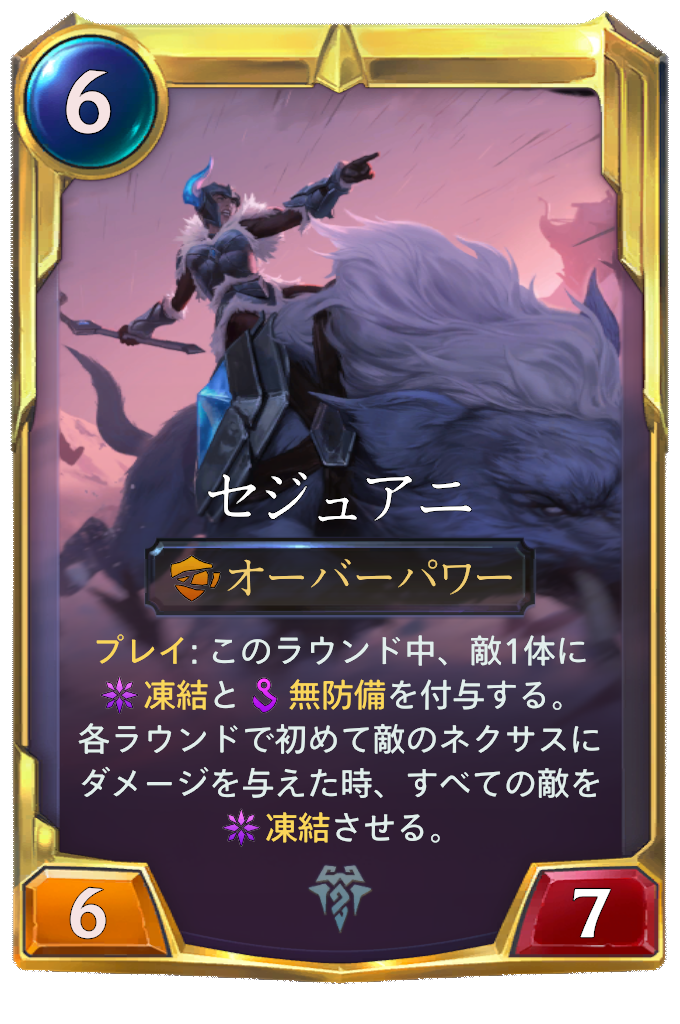 6
セジュアニ
オーバーパワー
プレイ: このラウンド中、敵1体に
凍結と 無防備を付与する。
各ラウンドで初めて敵のネクサスに
ダメージを与えた時、すべての敵を
凍結させる。
6
7